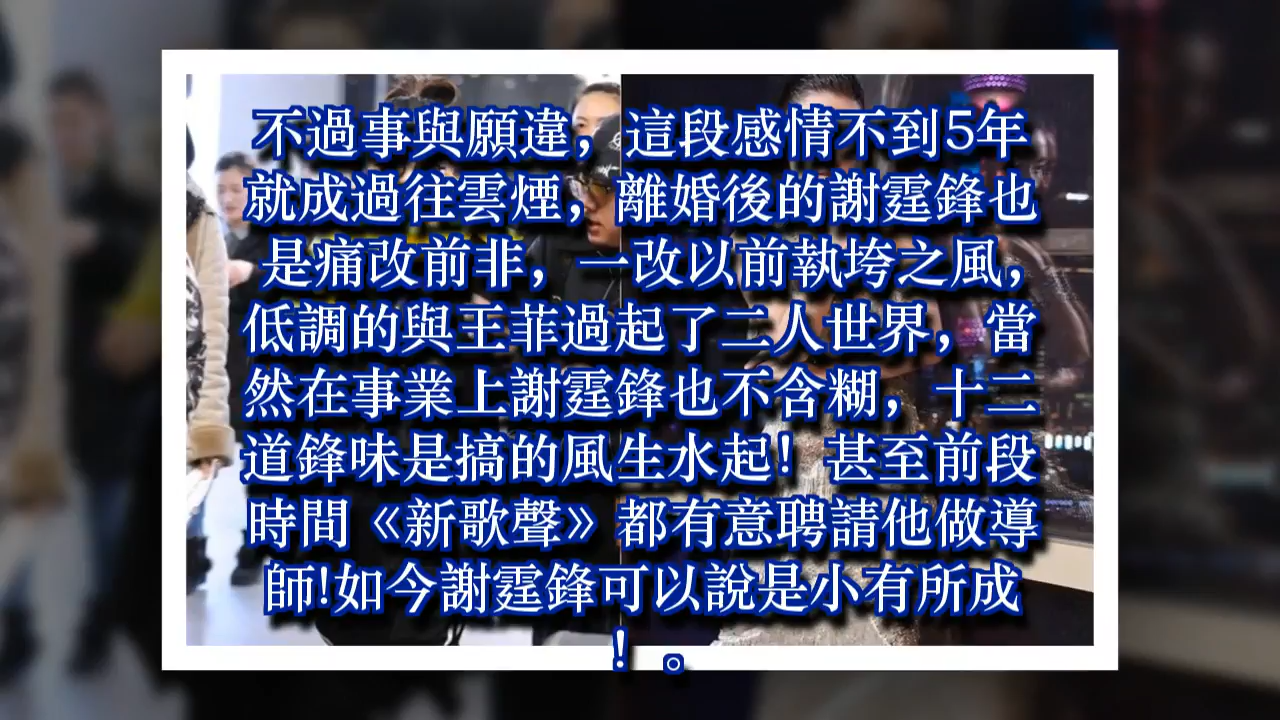 不過事與願違，這段感情不到5年
就成過往雲煙，離婚後的謝霆鋒也
是痛改前非，一改以前執垮之風，
低調的與王菲過起了二人世界，當
然在事業上謝霆鋒也不含糊，十二
道鋒味是搞的風生水起！甚至前段
時間《新歌聲》都有意聘請他做導
師!如今謝霆鋒可以說是小有所成
！。